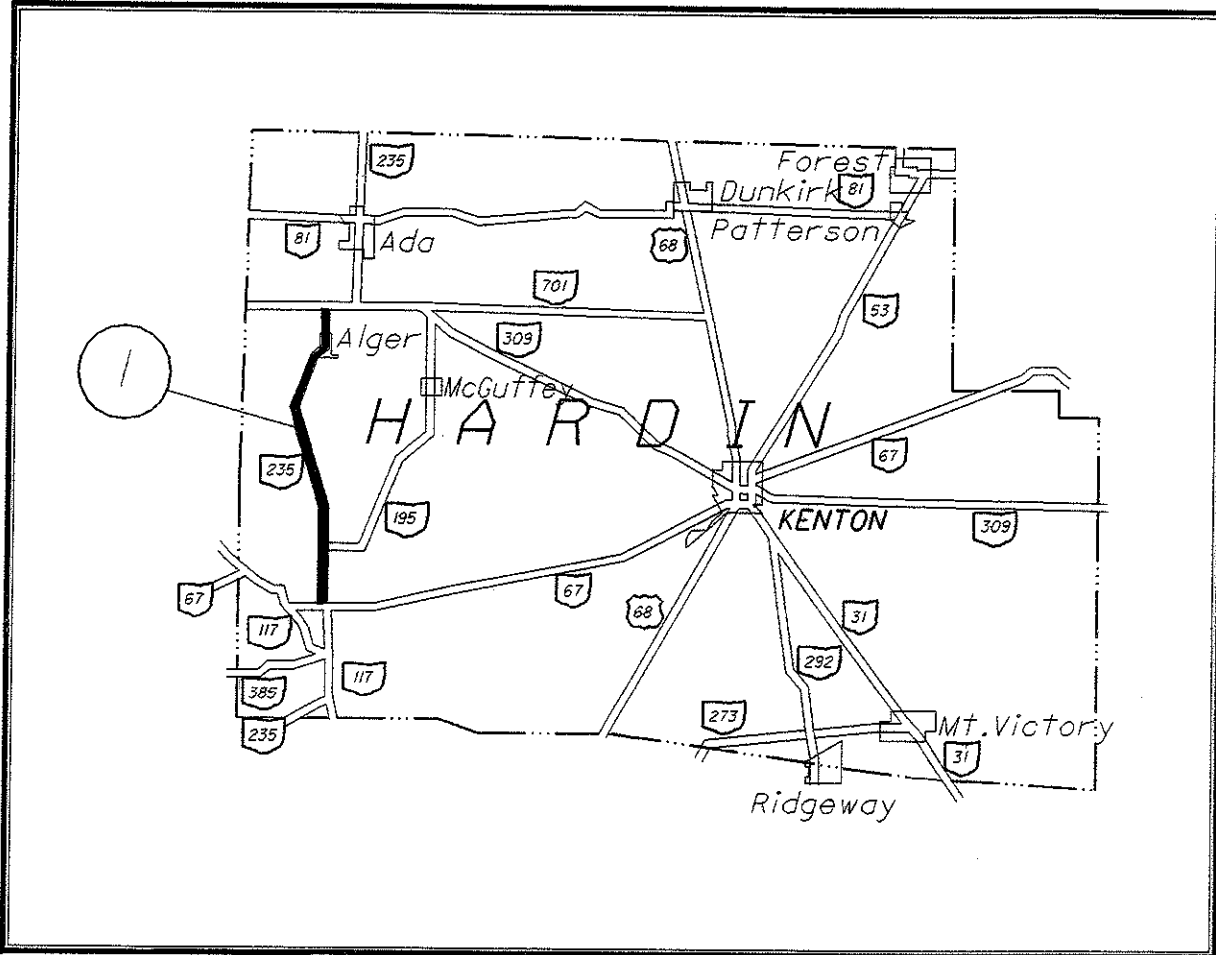 235
Forest
Dunkirk
81
81
Ada
68
Patterson
701
53
309
Alger
1
McGuffey
HARDIN
235
67
195
KENTON
309
67
67
68
117
31
117
292
385
273
235
Mt.Victory
31
Ridgeway